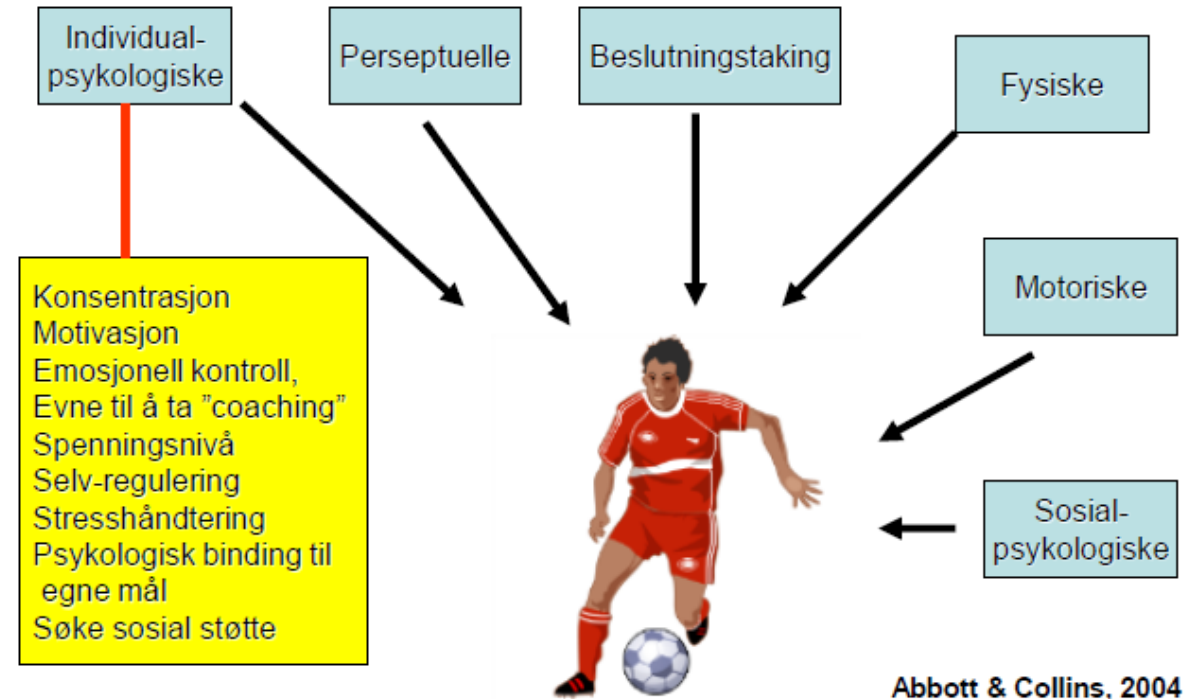 Individual-
psykologiske
Perseptuelle
Beslutningstaking
Fysiske
Motoriske
Sosial-
psykologiske
Konsentrasjon
Motivasjon
Emosjonell kontroll,
Evne til å ta ”coaching”
Spenningsnivå
Selv-regulering
Stresshåndtering
Psykologisk binding til
egne mål
Søke sosial støtte
Abbott & Collins, 2004